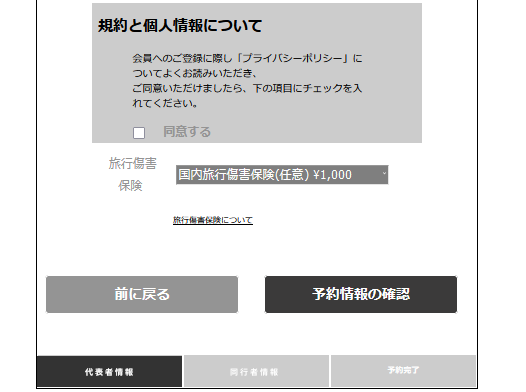 規約と個人情報について
会員へのご登録に際し「プライバシーポリシー」に
ついてよくお読みいただき、
ご同意いただけましたら、下の項目にチェックを入
れてください。
同意する
旅行傷害
保険
国内旅行傷害保険(任意) ¥1,000
旅行傷害保険について
前に戻る
予約情報の確認
代表者情報
同行者情報
予約完了